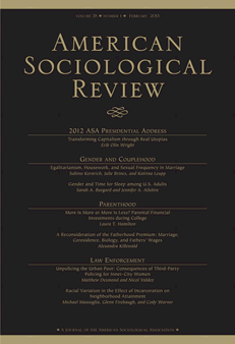 VOLUME 78 • NUMBER 1 • FEBRUARY 2013
AMERICAN
SOCIOLOGICAL
REVIEW
2012 ASA PRESIDENTIAL ADDRESS
Transforming Capitalism through Real Utopias
Erik Olin Wright
GENDER AND COUPLEHOOD
Egalitarianism, Housework, and Sexual Frequency in Marriage
Sabino Kornrich, Julie Brines, and Katrina Leupp
Gender and Time for Sleep among U.S. Adults
Sarah A. Burgard and Jennifer A. Ailshire
PARENTHOOD
More Is More or More Is Less? Parental Financial
Investments during College
Laura T. Hamilton
A Reconsideration of the Fatherhood Premium: Marriage,
Coresidence, Biology, and Fathers' Wages
Alexandra Killewald
LAW ENFORCEMENT
Unpolicing the Urban Poor: Consequences of Third-Party
Policing for Inner-City Women
Matthew Desmond and Nicol Valdez
Racial Variation in the Effect of Incarceration on
Neighborhood Attainment
Michael Massoglia, Glenn Firebaugh, and Cody Warner
A JOURNAL OF THE AMERICAN SOCIOLOGICAL ASSOCIATION